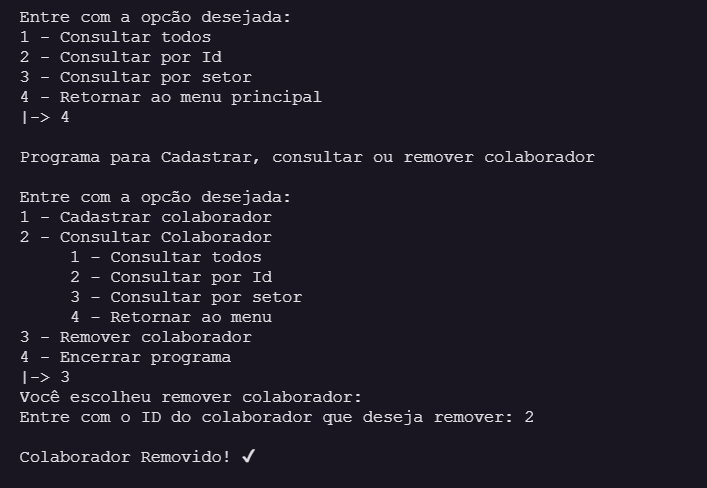 Entre com a opcão desejada:
1 - Consultar todos
2 - Consultar por Id
3 - Consultar por setor
4 - Retornar ao menu principal
|-> 4
Programa para Cadastrar, consultar ou remover colaborador
Entre com a opcão desejada:
1 - Cadastrar colaborador
2 - Consultar Colaborador
1 - Consultar todos
2 - Consultar por Id
3 - Consultar por setor
4 - Retornar ao menu
3 - Remover colaborador
4 - Encerrar programa
|-> 3
Você escolheu remover colaborador:
Entre com o ID do colaborador que deseja remover: 2
Colaborador Removido! ✔